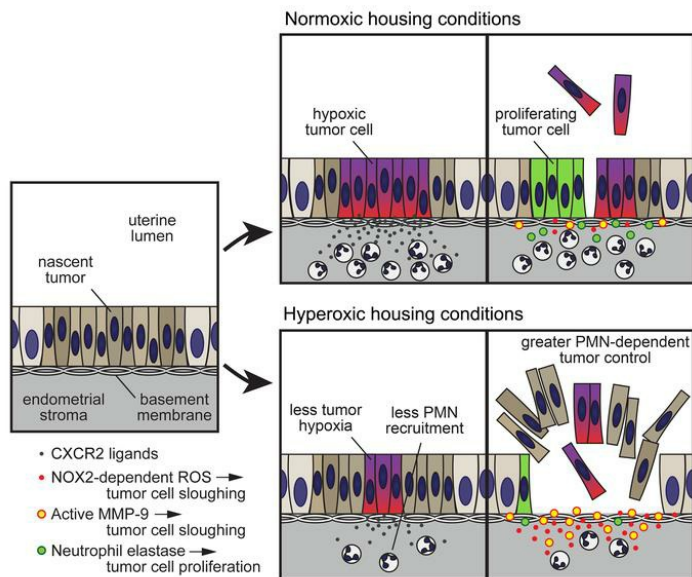 Normoxic housing conditions
hypoxic
tumor cell
proliferating
tumor cell
uterine
lumen
nascent
tumor
endometrial
stroma
basement
membrane
Hyperoxic housing conditions
less tumor
hypoxia
less PMN
recruitment
greater PMN-dependent
tumor control
CXCR2 ligands
NOX2-dependent ROS
tumor cell sloughing
Active MMP-9
tumor cell sloughing
Neutrophil elastase
tumor cell proliferation